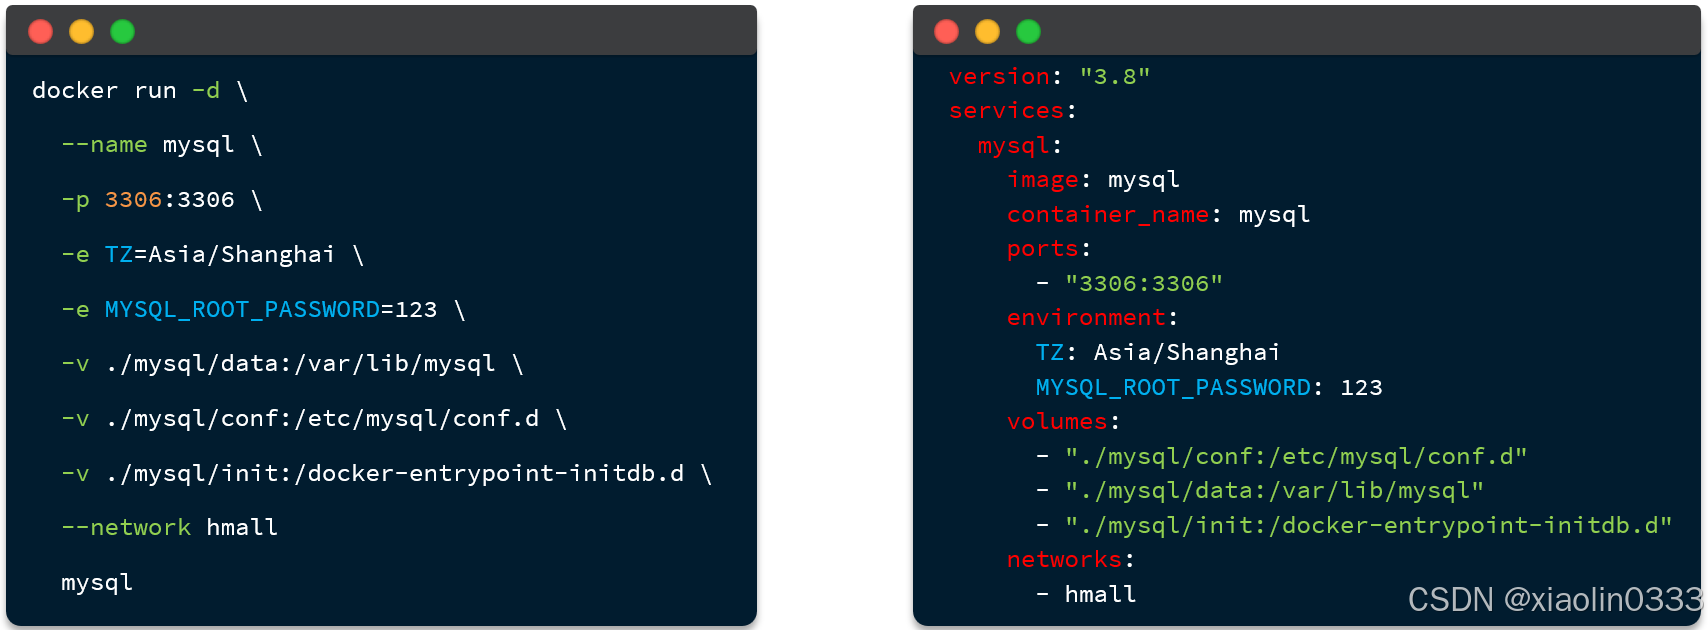 docker run -d \
--name mysql \
-p 3306:3306 \
-e TZ=Asia/Shanghai \
-e MYSQL_ROOT_PASSWORD=123 \
-v ./mysql/data:/var/lib/mysql \
-v ./mysql/conf:/etc/mysql/conf.d \
-v ./mysql/init:/docker-entrypoint-initdb.d \
--network hmall
mysql
version: "3.8"
services:
mysql:
image: mysql
container_name: mysql
ports:
- "3306:3306"
environment:
TZ: Asia/Shanghai
MYSQL_ROOT_PASSWORD: 123
volumes:
- "./mysql/conf:/etc/mysql/conf.d"
- "./mysql/data:/var/lib/mysql"
- "./mysql/init:/docker-entrypoint-initdb.d"
networks:
- hmall
CSDN @xiaolin0333